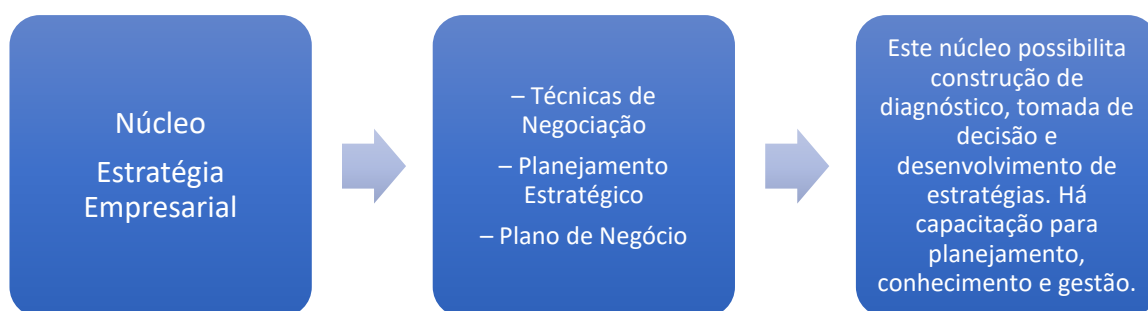 Núcleo
Estratégia
Empresarial
– Técnicas de
Negociação
– Planejamento
Estratégico
– Plano de Negócio
Este núcleo possibilita
construção de
diagnóstico, tomada de
decisão e
desenvolvimento de
estratégias. Há
capacitação para
planejamento,
conhecimento e gestão.